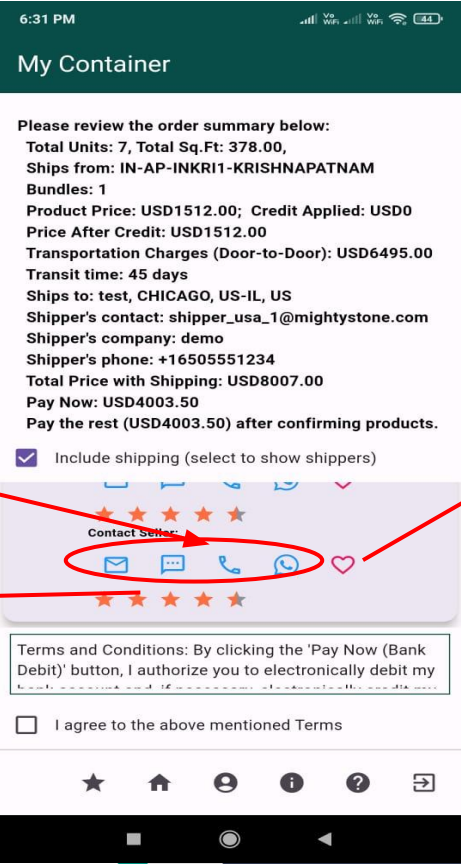 6:31 PM
Vo WiFi Vo WiFi 44
My Container
Please review the order summary below:
Total Units: 7, Total Sq.Ft: 378.00,
Ships from: IN-AP-INKRI1-KRISHNAPATNAM
Bundles: 1
Product Price: USD1512.00; Credit Applied: USD0
Price After Credit: USD1512.00
Transportation Charges (Door-to-Door): USD6495.00
Transit time: 45 days
Ships to: test, CHICAGO, US-IL, US
Shipper's contact: shipper_usa_1@mightystone.com
Shipper's company: demo
Shipper's phone: +16505551234
Total Price with Shipping: USD8007.00
Pay Now: USD4003.50
Pay the rest (USD4003.50) after confirming products.
Include shipping (select to show shippers)
Contact Seller:
Terms and Conditions: By clicking the 'Pay Now (Bank
Debit)' button, I authorize you to electronically debit my
I agree to the above mentioned Terms